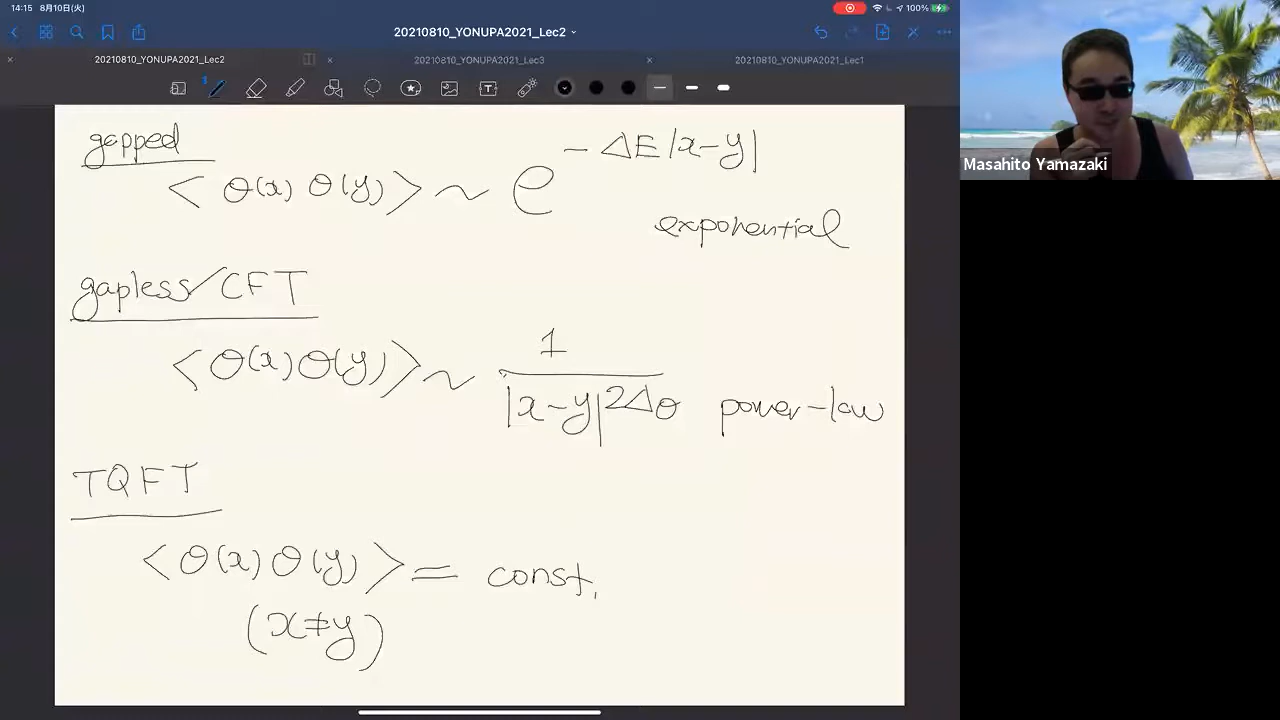 14:15 8月10日(火)
100%
20210810_YONUPA2021_Lec2
20210810_YONUPA2021_Lec2
20210810_YONUPA2021_Lec3
20210810_YONUPA2021_Lec1
3
T
gapped
<O(x) O(y)> ~ e^{-ΔE|x-y|}
exponential
gapless/CFT
<O(x)O(y)> ~ 1/|x-y|^{2Δ_O} power-law
TQFT
<O(x) O(y)> = const.
(x≠y)
Masahito Yamazaki